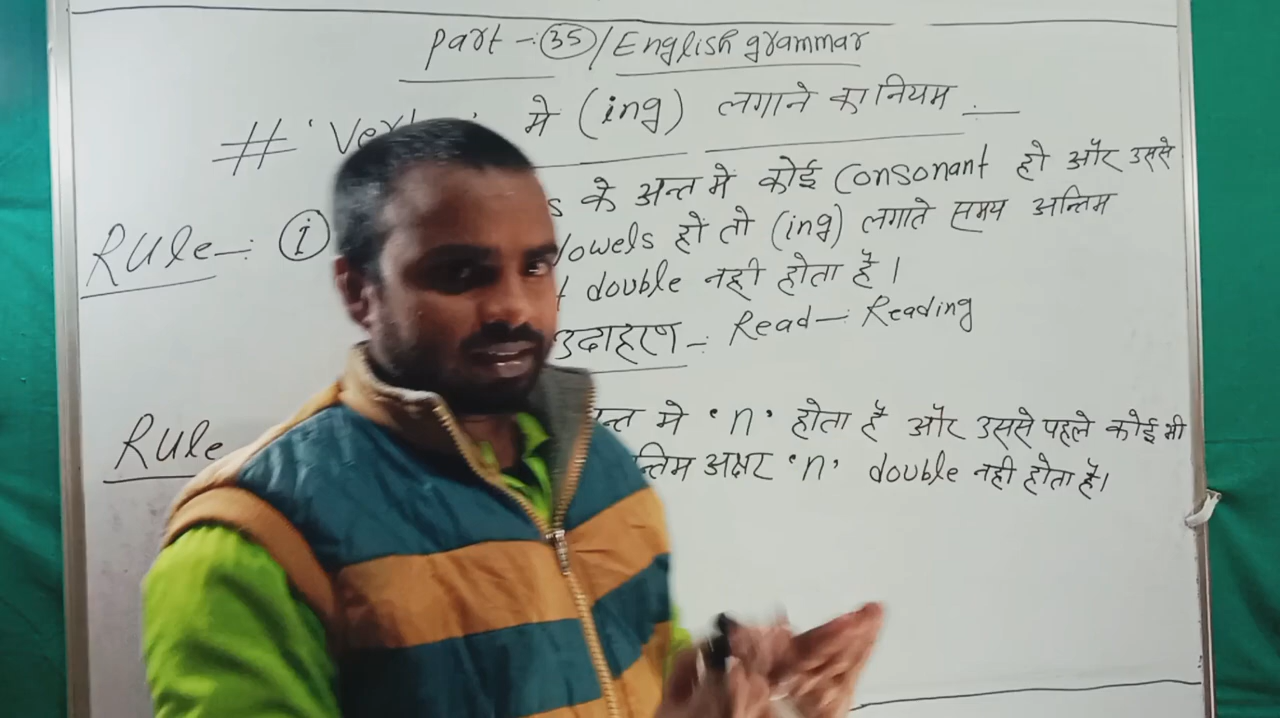 Part -: (35) / English grammar
# 'Ver में (ing) लगाने का नियम :—
Rule —: (I) s के अन्त मे कोई Consonant हो और उससे
Vowels हों तो (ing) लगाते समय अन्तिम
double नही होता है।
उदाहरण —: Read —: Reading
Rule न्त मे 'n' होता है और उससे पहले कोई भी
न्तिम अक्षर 'n' double नही होता है।